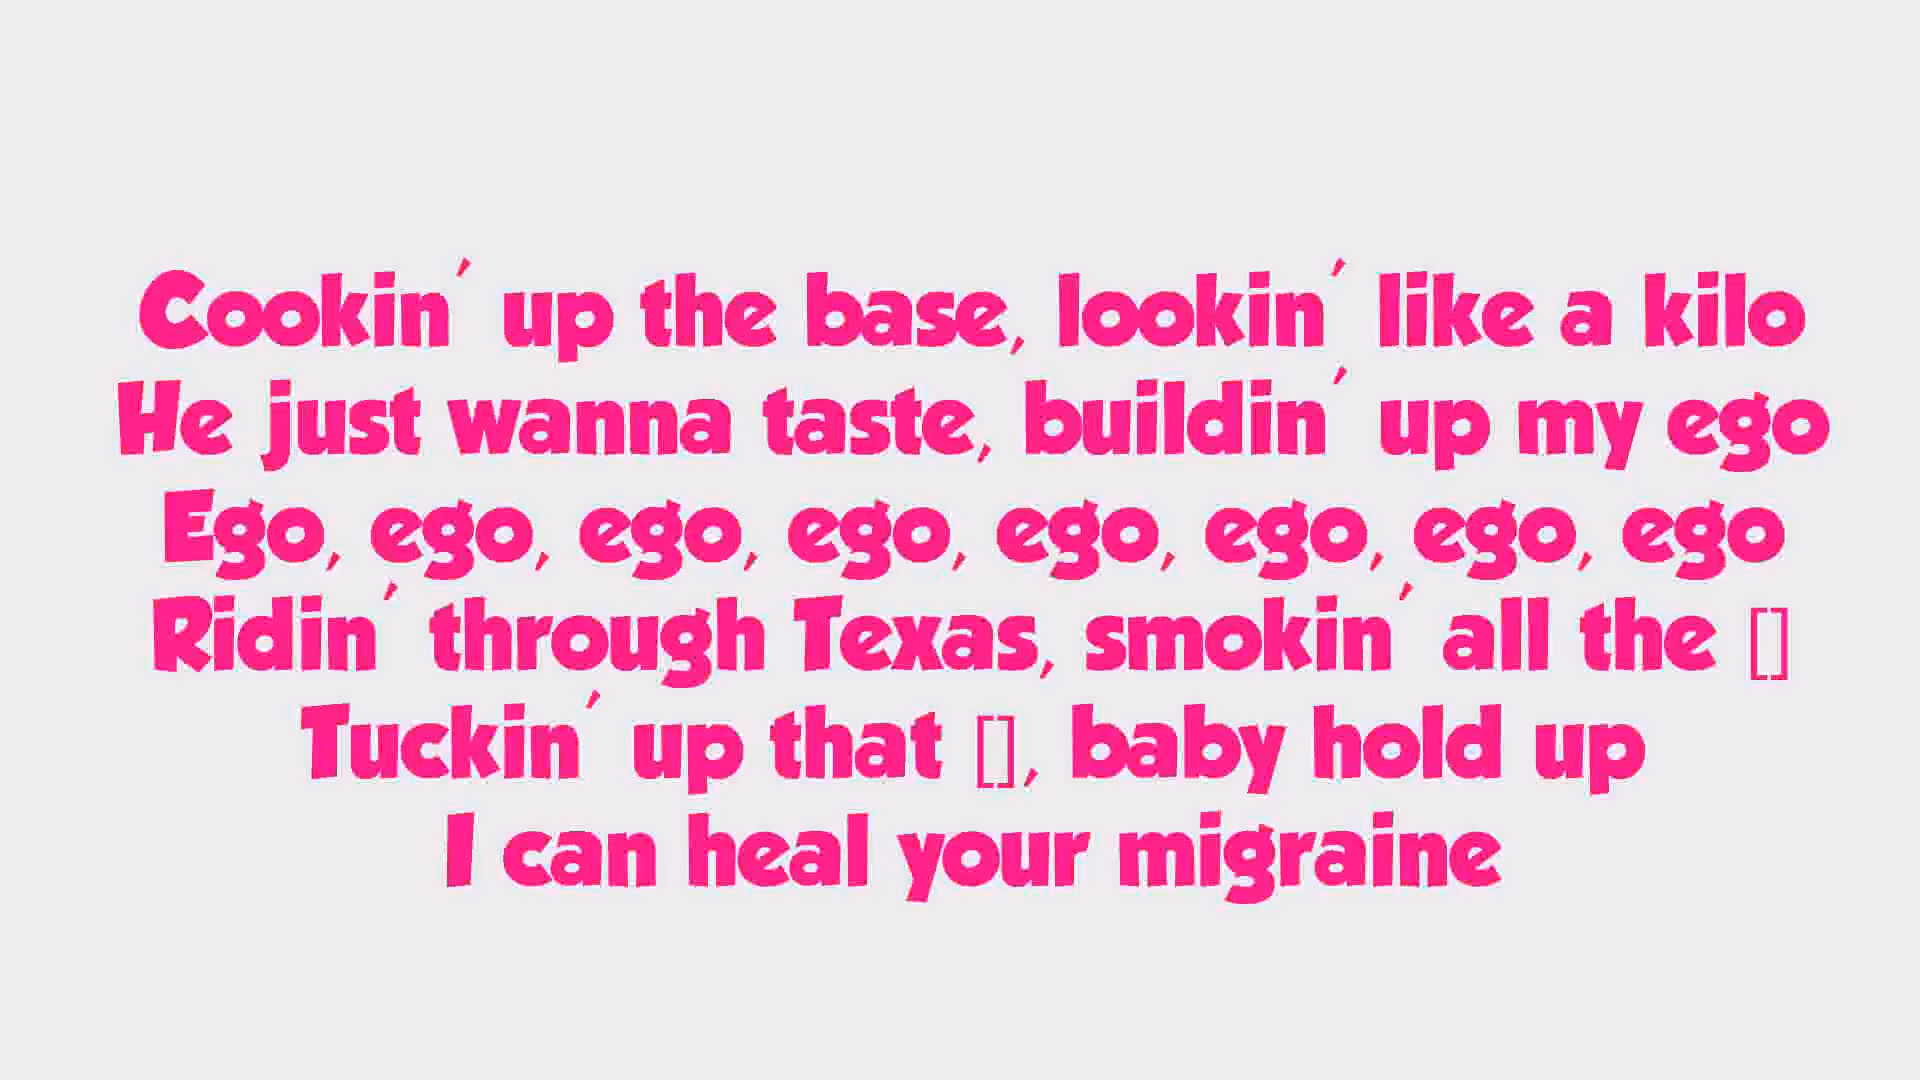 Cookin' up the base, lookin' like a kilo
He just wanna taste, buildin' up my ego
Ego, ego, ego, ego, ego, ego, ego, ego
Ridin' through Texas, smokin' all the []
Tuckin' up that [], baby hold up
I can heal your migraine